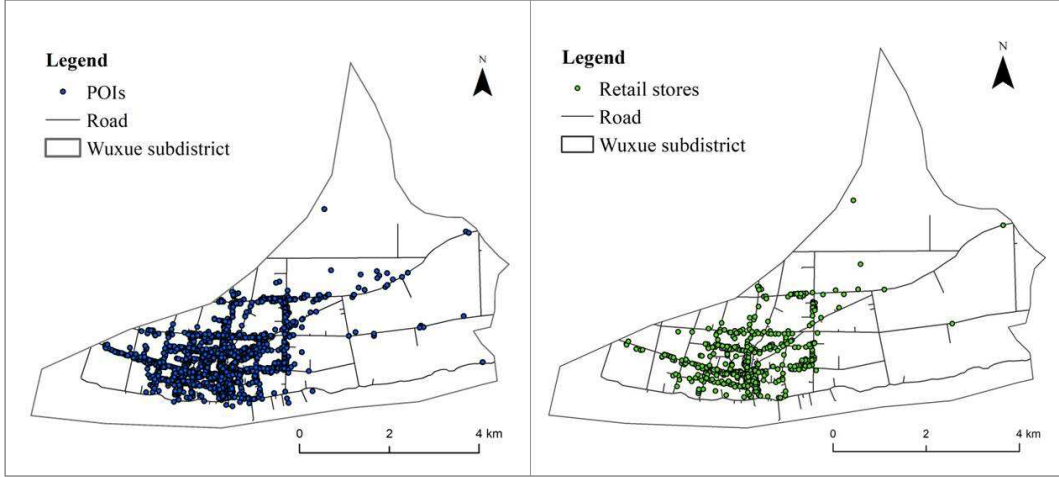 Legend
POIs
Road
Wuxue subdistrict
N
0 2 4 km
Legend
Retail stores
Road
Wuxue subdistrict
N
0 2 4 km